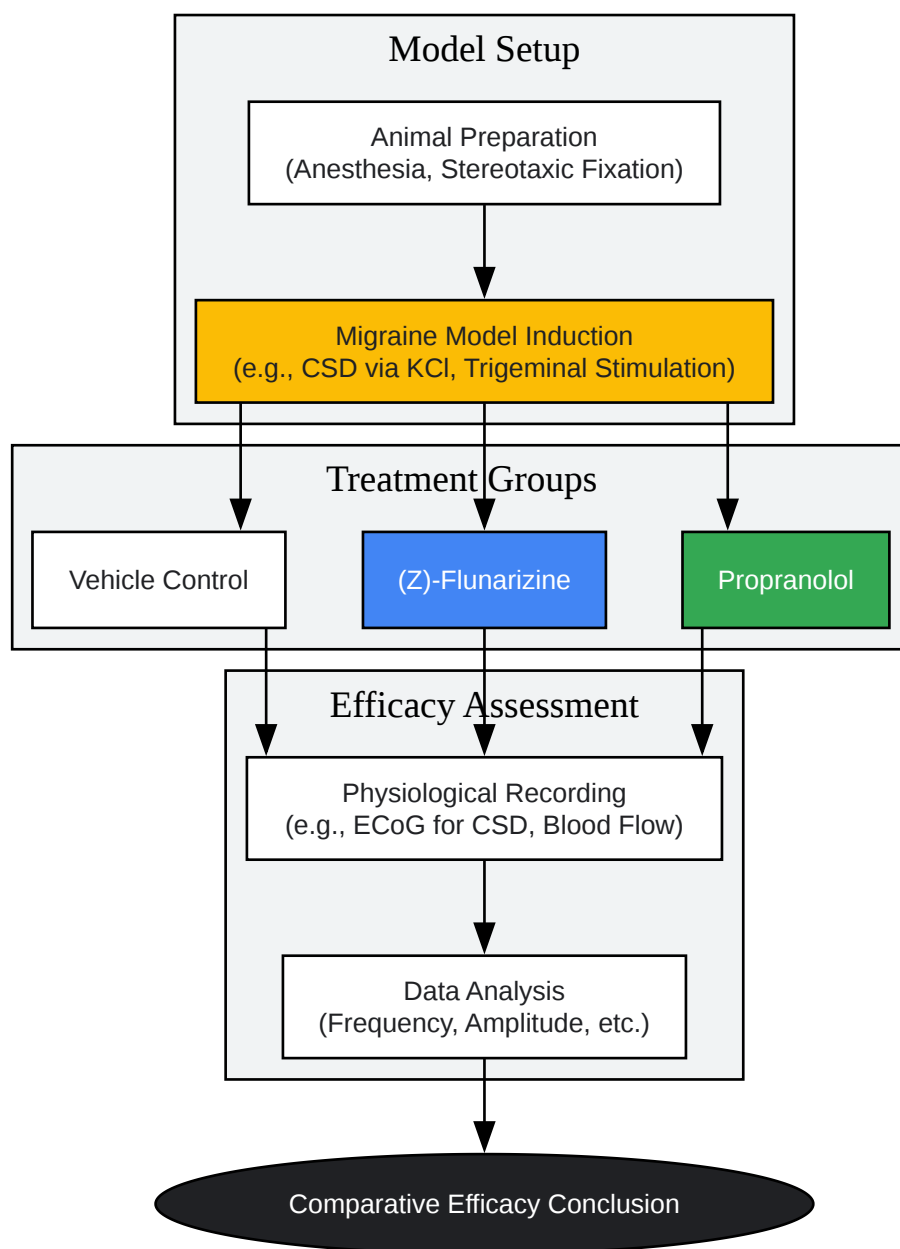 Model Setup
Animal Preparation
(Anesthesia, Stereotaxic Fixation)
Migraine Model Induction
(e.g., CSD via KCl, Trigeminal Stimulation)
Treatment Groups
Vehicle Control
(Z)-Flunarizine
Propranolol
Efficacy Assessment
Physiological Recording
(e.g., ECoG for CSD, Blood Flow)
Data Analysis
(Frequency, Amplitude, etc.)
Comparative Efficacy Conclusion